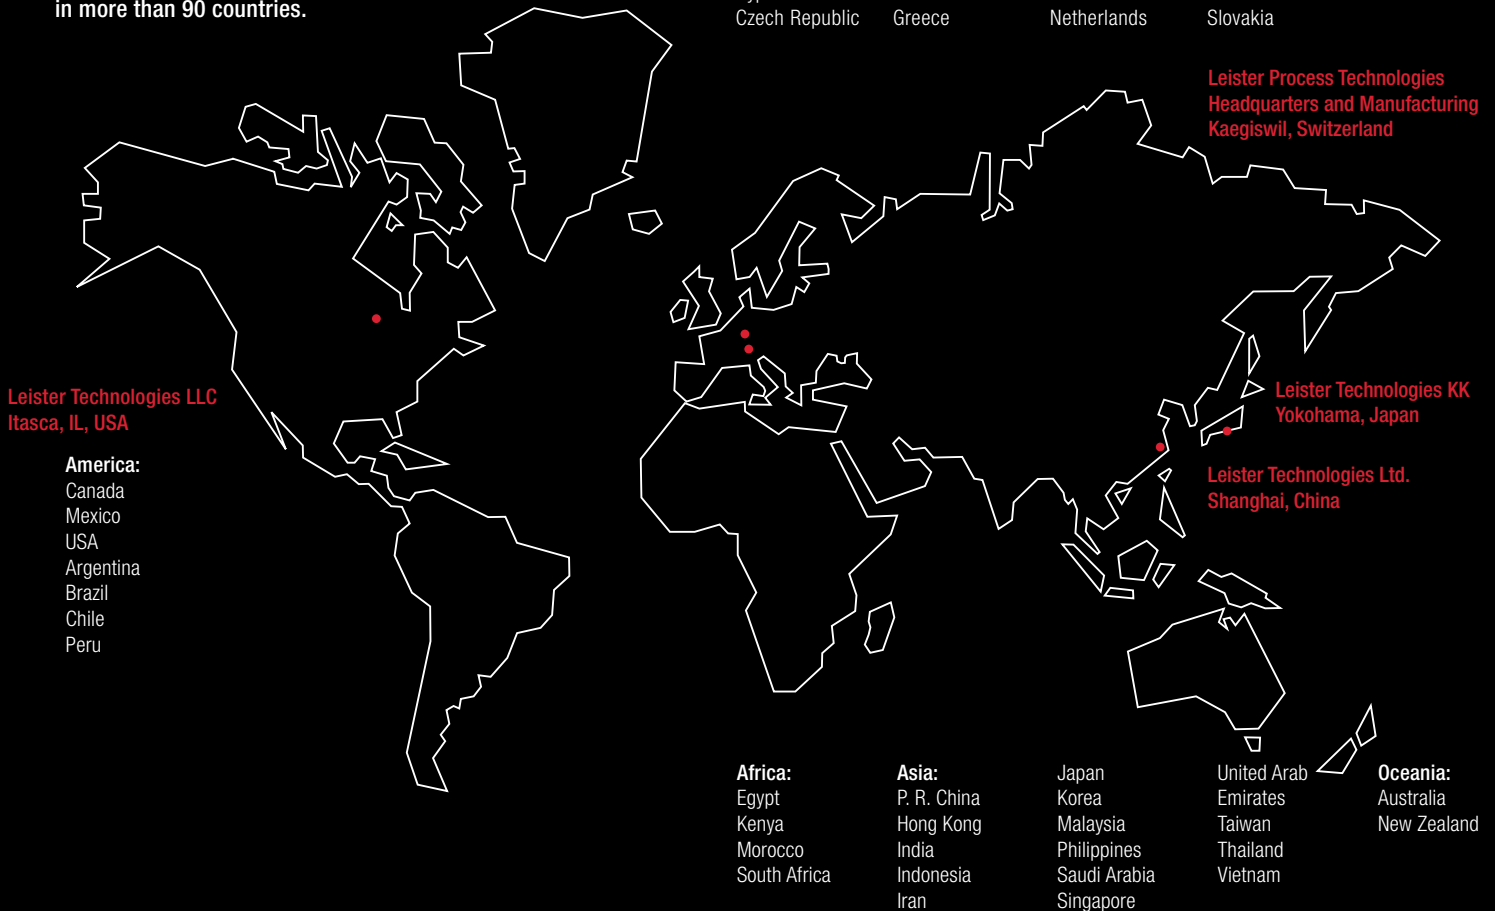 in more than 90 countries.
Czech Republic
Greece
Netherlands
Slovakia
Leister Process Technologies
Headquarters and Manufacturing
Kaegiswil, Switzerland
Leister Technologies LLC
Itasca, IL, USA
America:
Canada
Mexico
USA
Argentina
Brazil
Chile
Peru
Leister Technologies KK
Yokohama, Japan
Leister Technologies Ltd.
Shanghai, China
Africa:
Egypt
Kenya
Morocco
South Africa
Asia:
P. R. China
Hong Kong
India
Indonesia
Iran
Japan
Korea
Malaysia
Philippines
Saudi Arabia
Singapore
United Arab
Emirates
Taiwan
Thailand
Vietnam
Oceania:
Australia
New Zealand